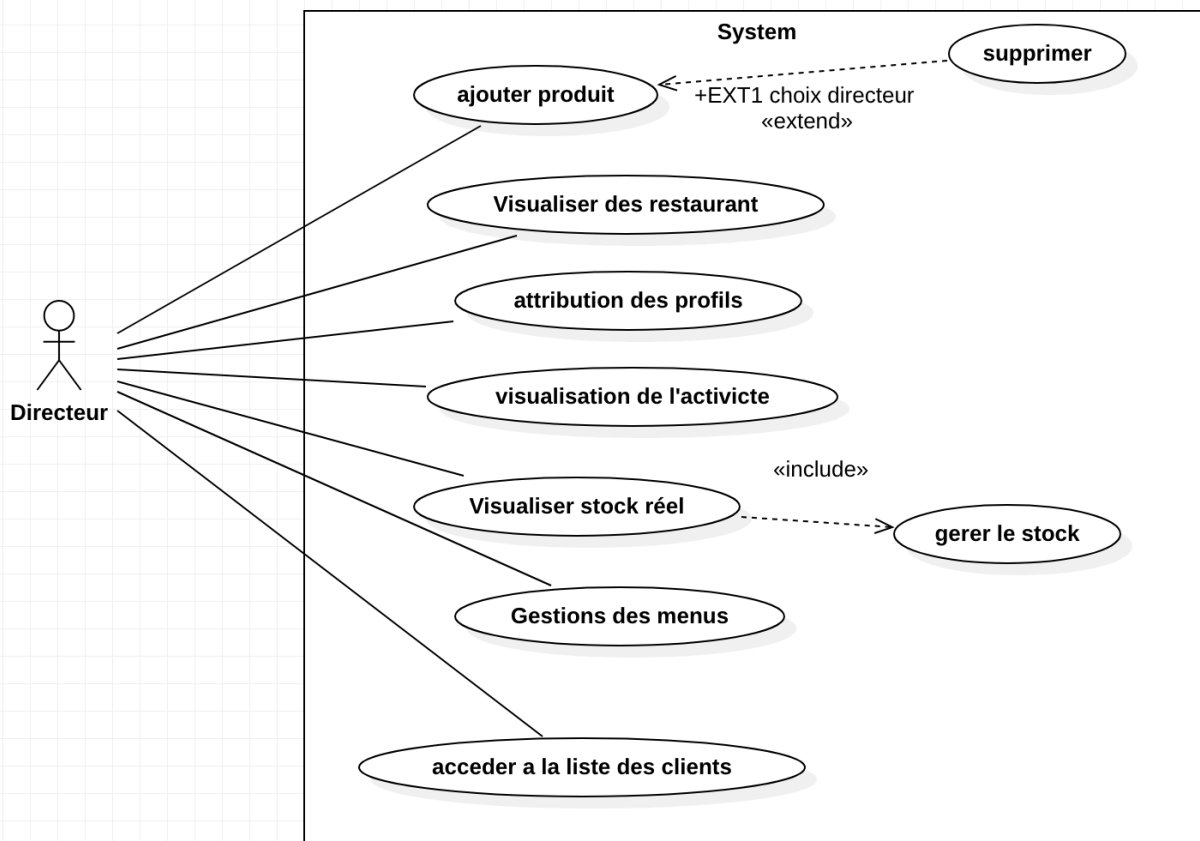 System
supprimer
ajouter produit
+EXT1 choix directeur
«extend»
Visualiser des restaurant
attribution des profils
visualisation de l'activicte
Directeur
«include»
Visualiser stock réel
gerer le stock
Gestions des menus
acceder a la liste des clients